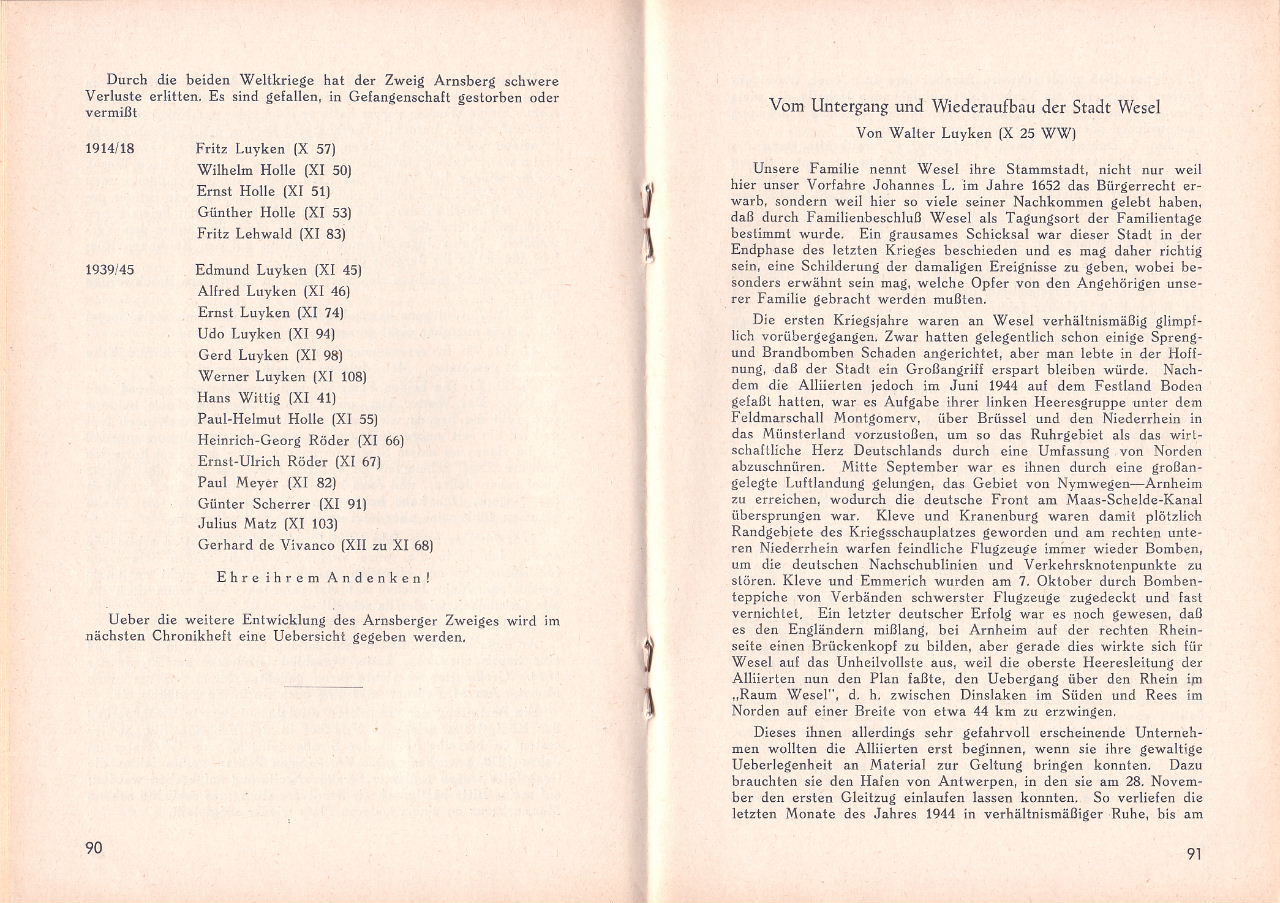 Durch die beiden Weltkriege hat der Zweig Arnsberg schwere
Verluste erlitten. Es sind gefallen, in Gefangenschaft gestorben oder
vermißt
1914/18 Fritz Luyken (X 57)
Wilhelm Holle (XI 50)
Ernst Holle (XI 51)
Günther Holle (XI 53)
Fritz Lehwald (XI 83)
1939/45 Edmund Luyken (XI 45)
Alfred Luyken (XI 46)
Ernst Luyken (XI 74)
Udo Luyken (XI 94)
Gerd Luyken (XI 98)
Werner Luyken (XI 108)
Hans Wittig (XI 41)
Paul-Helmut Holle (XI 55)
Heinrich-Georg Röder (XI 66)
Ernst-Ulrich Röder (XI 67)
Paul Meyer (XI 82)
Günter Scherrer (XI 91)
Julius Matz (XI 103)
Gerhard de Vivanco (XII zu XI 68)
Ehre ihrem Andenken!
Ueber die weitere Entwicklung des Arnsberger Zweiges wird im
nächsten Chronikheft eine Uebersicht gegeben werden.
90
Vom Untergang und Wiederaufbau der Stadt Wesel
Von Walter Luyken (X 25 WW)
Unsere Familie nennt Wesel ihre Stammstadt, nicht nur weil
hier unser Vorfahre Johannes L. im Jahre 1652 das Bürgerrecht er-
warb, sondern weil hier so viele seiner Nachkommen gelebt haben,
daß durch Familienbeschluß Wesel als Tagungsort der Familientage
bestimmt wurde. Ein grausames Schicksal war dieser Stadt in der
Endphase des letzten Krieges beschieden und es mag daher richtig
sein, eine Schilderung der damaligen Ereignisse zu geben, wobei be-
sonders erwähnt sein mag, welche Opfer von den Angehörigen unse-
rer Familie gebracht werden mußten.
Die ersten Kriegsjahre waren an Wesel verhältnismäßig glimpf-
lich vorübergegangen. Zwar hatten gelegentlich schon einige Spreng-
und Brandbomben Schaden angerichtet, aber man lebte in der Hoff-
nung, daß der Stadt ein Großangriff erspart bleiben würde. Nach-
dem die Alliierten jedoch im Juni 1944 auf dem Festland Boden
gefaßt hatten, war es Aufgabe ihrer linken Heeresgruppe unter dem
Feldmarschall Montgomerv, über Brüssel und den Niederrhein in
das Münsterland vorzustoßen, um so das Ruhrgebiet als das wirt-
schaftliche Herz Deutschlands durch eine Umfassung von Norden
abzuschnüren. Mitte September war es ihnen durch eine großan-
gelegte Luftlandung gelungen, das Gebiet von Nymwegen—Arnheim
zu erreichen, wodurch die deutsche Front am Maas-Schelde-Kanal
übersprungen war. Kleve und Kranenburg waren damit plötzlich
Randgebiete des Kriegsschauplatzes geworden und am rechten unte-
ren Niederrhein warfen feindliche Flugzeuge immer wieder Bomben,
um die deutschen Nachschublinien und Verkehrsknotenpunkte zu
stören. Kleve und Emmerich wurden am 7. Oktober durch Bomben-
teppiche von Verbänden schwerster Flugzeuge zugedeckt und fast
vernichtet. Ein letzter deutscher Erfolg war es noch gewesen, daß
es den Engländern mißlang, bei Arnheim auf der rechten Rhein-
seite einen Brückenkopf zu bilden, aber gerade dies wirkte sich für
Wesel auf das Unheilvollste aus, weil die oberste Heeresleitung der
Alliierten nun den Plan faßte, den Uebergang über den Rhein im
„Raum Wesel", d. h. zwischen Dinslaken im Süden und Rees im
Norden auf einer Breite von etwa 44 km zu erzwingen.
Dieses ihnen allerdings sehr gefahrvoll erscheinende Unterneh-
men wollten die Alliierten erst beginnen, wenn sie ihre gewaltige
Ueberlegenheit an Material zur Geltung bringen konnten. Dazu
brauchten sie den Hafen von Antwerpen, in den sie am 28. Novem-
ber den ersten Gleitzug einlaufen lassen konnten. So verliefen die
letzten Monate des Jahres 1944 in verhältnismäßiger Ruhe, bis am
91